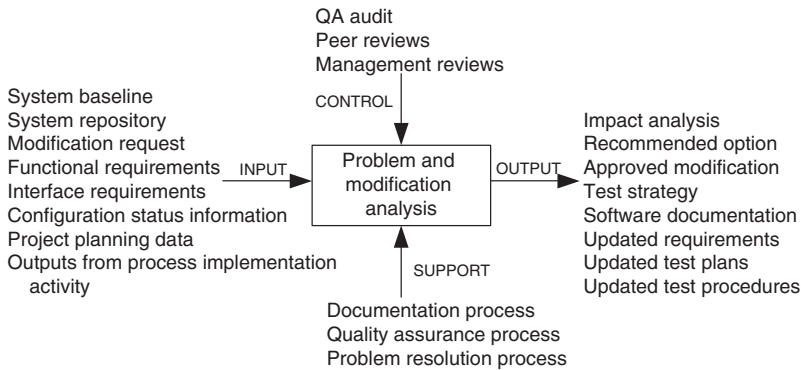 QA audit
Peer reviews
Management reviews
CONTROL
System baseline
System repository
Modification request
Functional requirements
Interface requirements
Configuration status information
Project planning data
Outputs from process implementation
activity
INPUT
Problem and
modification
analysis
OUTPUT
Impact analysis
Recommended option
Approved modification
Test strategy
Software documentation
Updated requirements
Updated test plans
Updated test procedures
SUPPORT
Documentation process
Quality assurance process
Problem resolution process